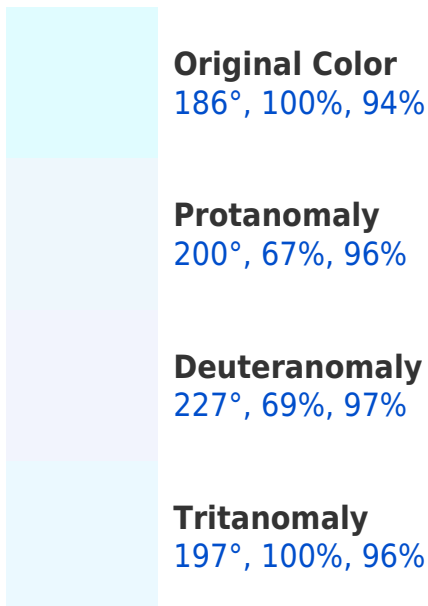 Original Color
186°, 100%, 94%
Protanomaly
200°, 67%, 96%
Deuteranomaly
227°, 69%, 97%
Tritanomaly
197°, 100%, 96%